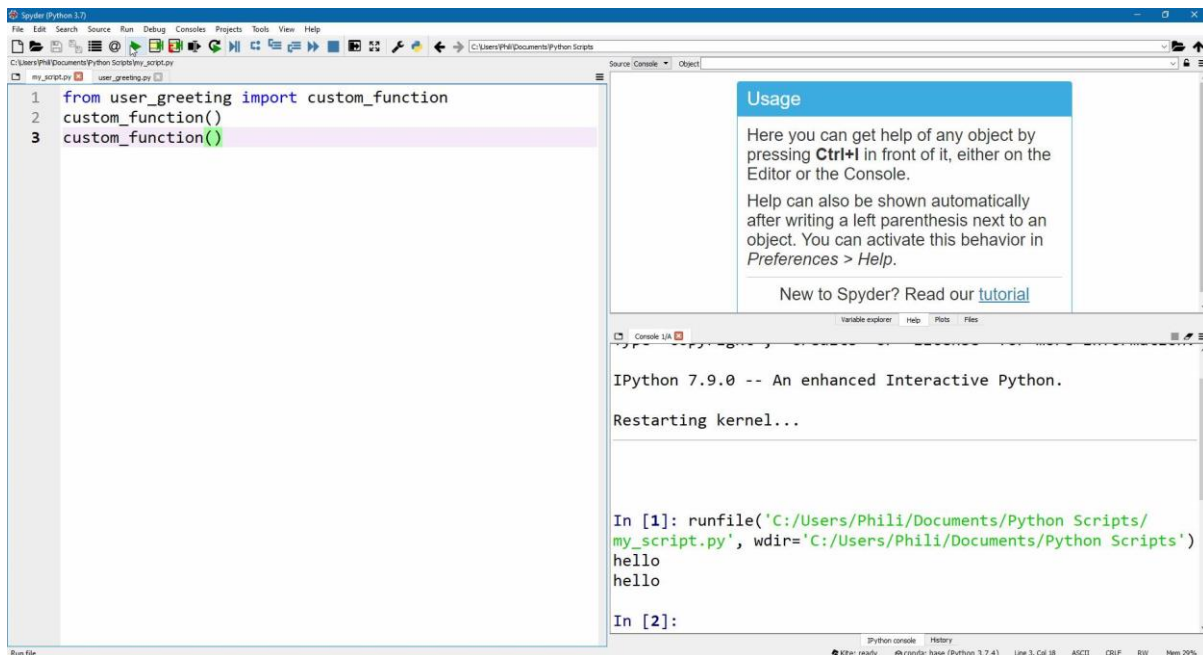 Spyder (Python 3.7)
File Edit Search Source Run Debug Consoles Projects Tools View Help
C:\Users\Phili\Documents\Python Scripts
C:\Users\Phili\Documents\Python Scripts\my_script.py
my_script.py user_greeting.py
1 from user_greeting import custom_function
2 custom_function()
3 custom_function()
Source Console Object
Usage
Here you can get help of any object by
pressing Ctrl+I in front of it, either on the
Editor or the Console.
Help can also be shown automatically
after writing a left parenthesis next to an
object. You can activate this behavior in
Preferences > Help.
New to Spyder? Read our tutorial
Variable explorer Help Plots Files
Console 1/A
IPython 7.9.0 -- An enhanced Interactive Python.
Restarting kernel...
In [1]: runfile('C:/Users/Phili/Documents/Python Scripts/
my_script.py', wdir='C:/Users/Phili/Documents/Python Scripts')
hello
hello
In [2]:
IPython console History
Run file Kite: ready conda: base (Python 3.7.4) Line 3, Col 18 ASCII CRLF RW Mem 29%